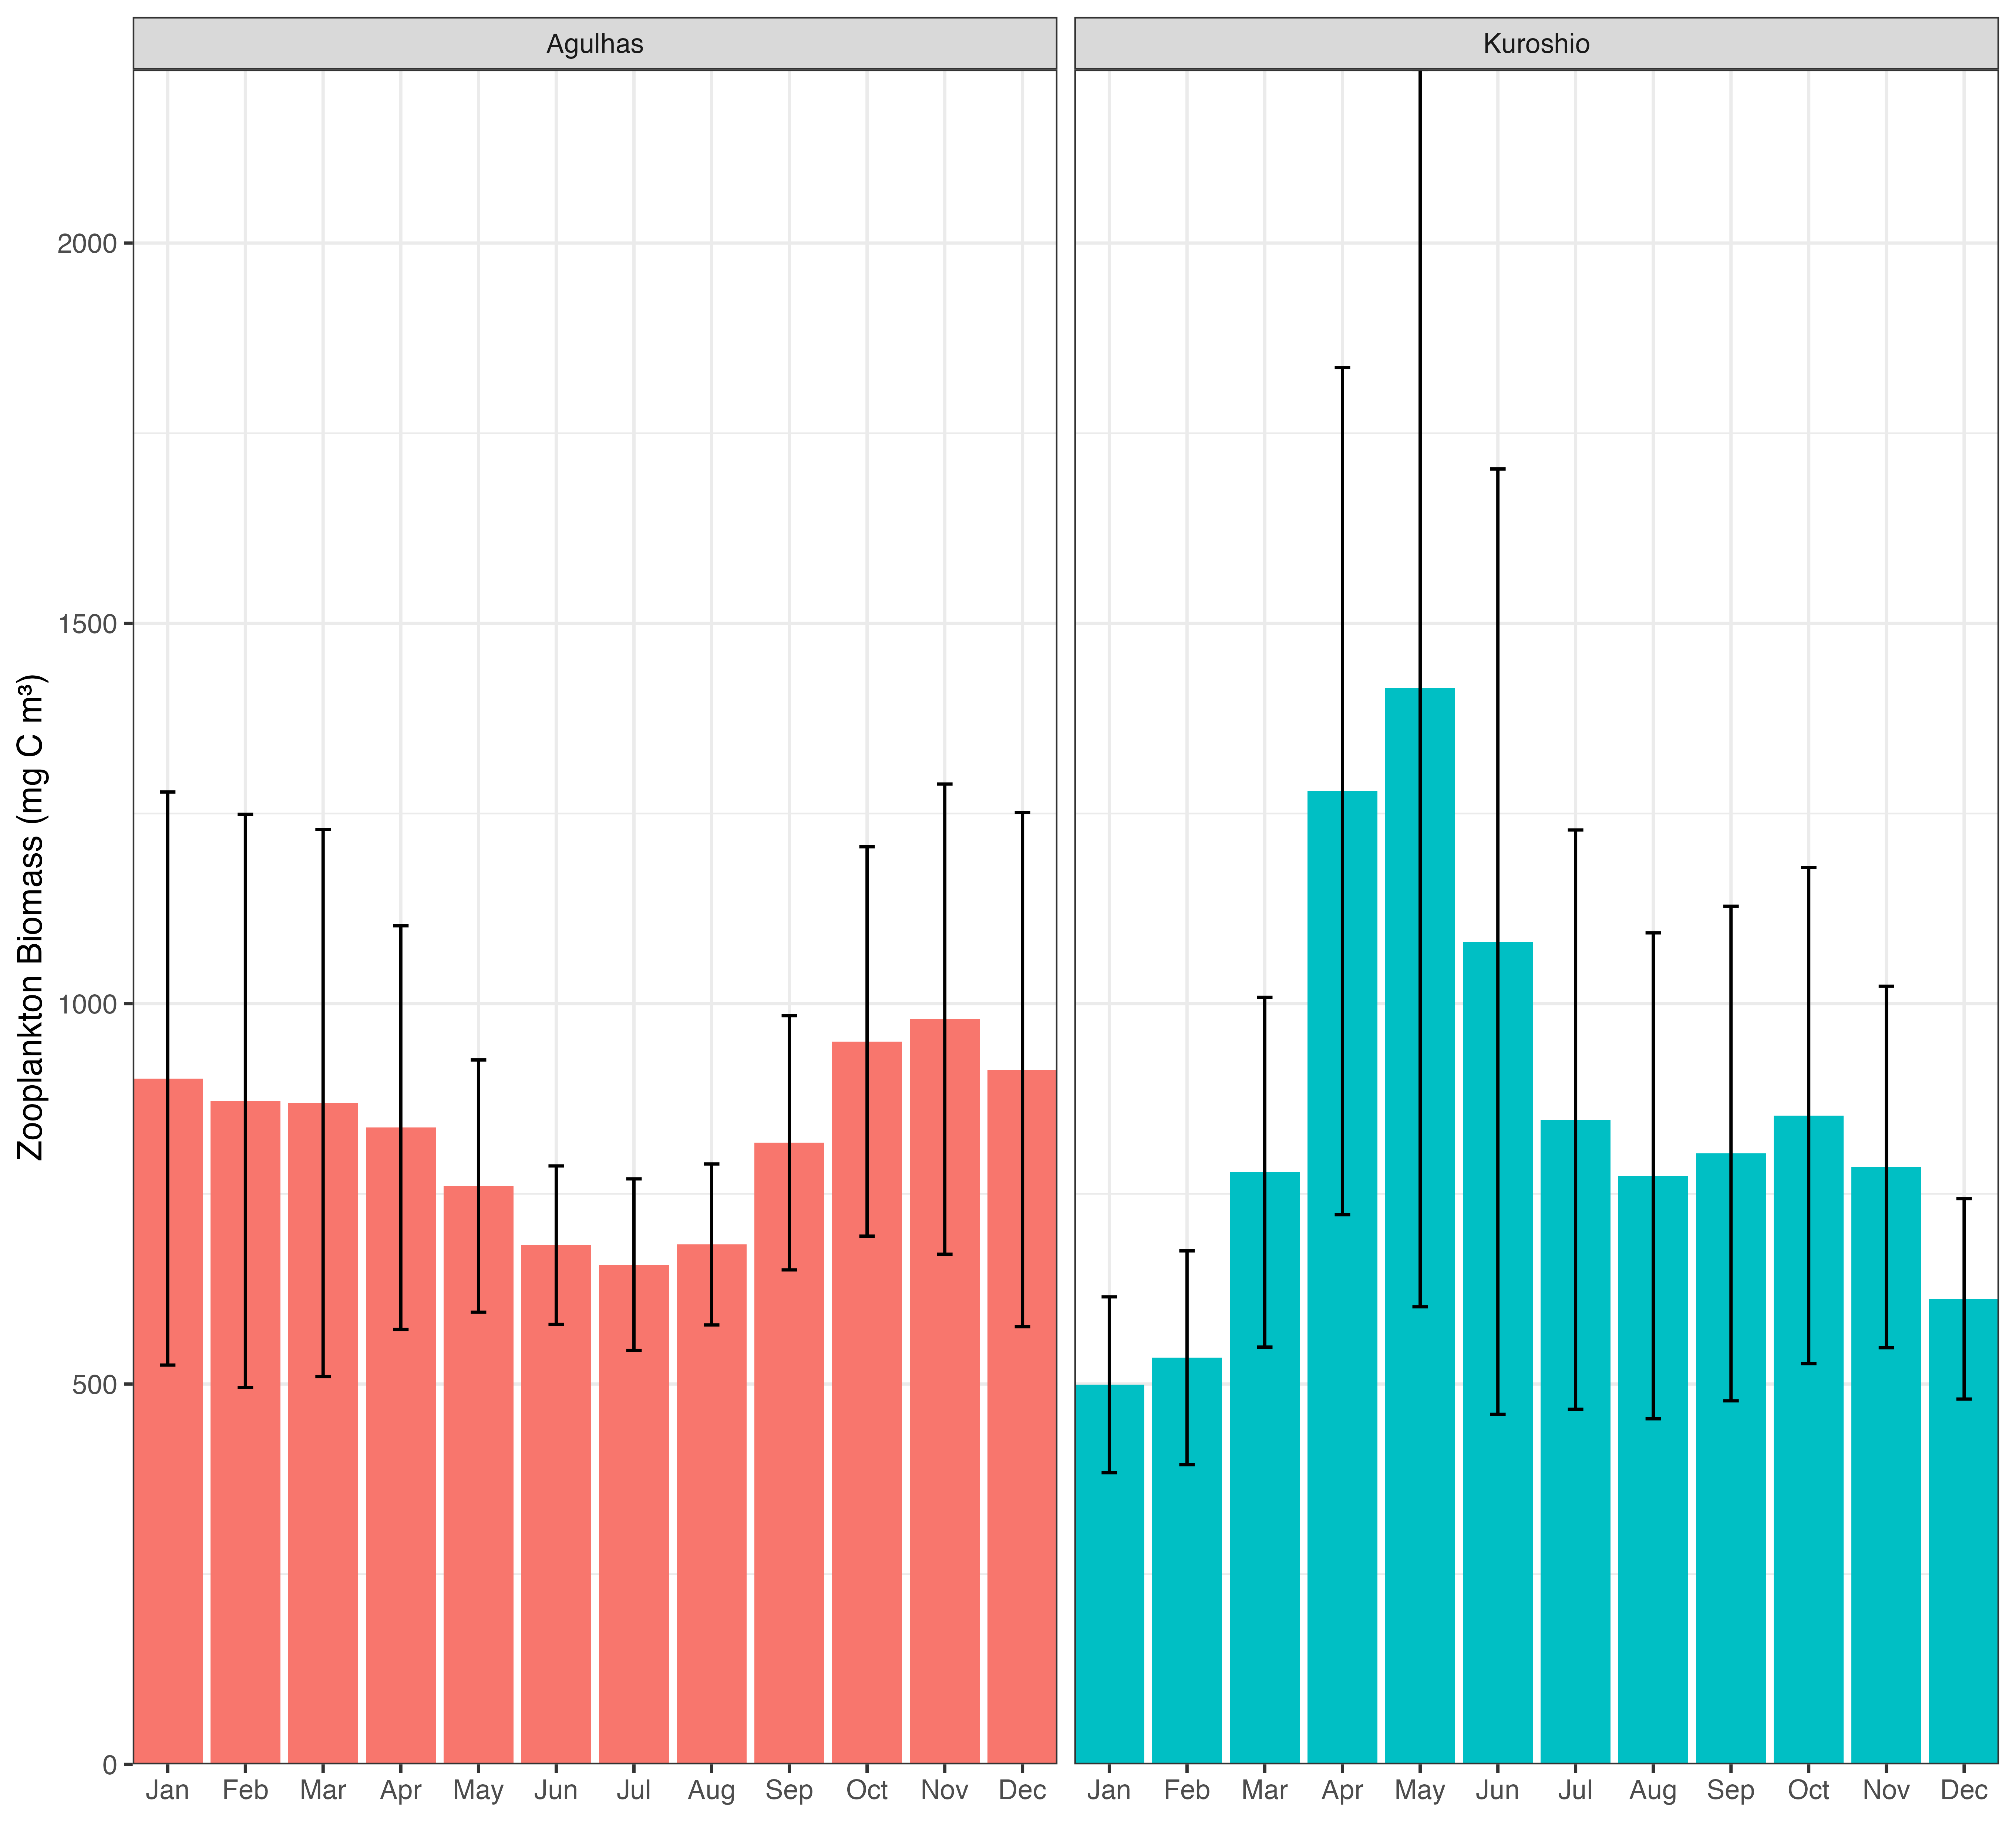 Agulhas
Kuroshio
Zooplankton Biomass (mg C m³)
2000
1500
1000
500
0
Jan Feb Mar Apr May Jun Jul Aug Sep Oct Nov Dec
Jan Feb Mar Apr May Jun Jul Aug Sep Oct Nov Dec